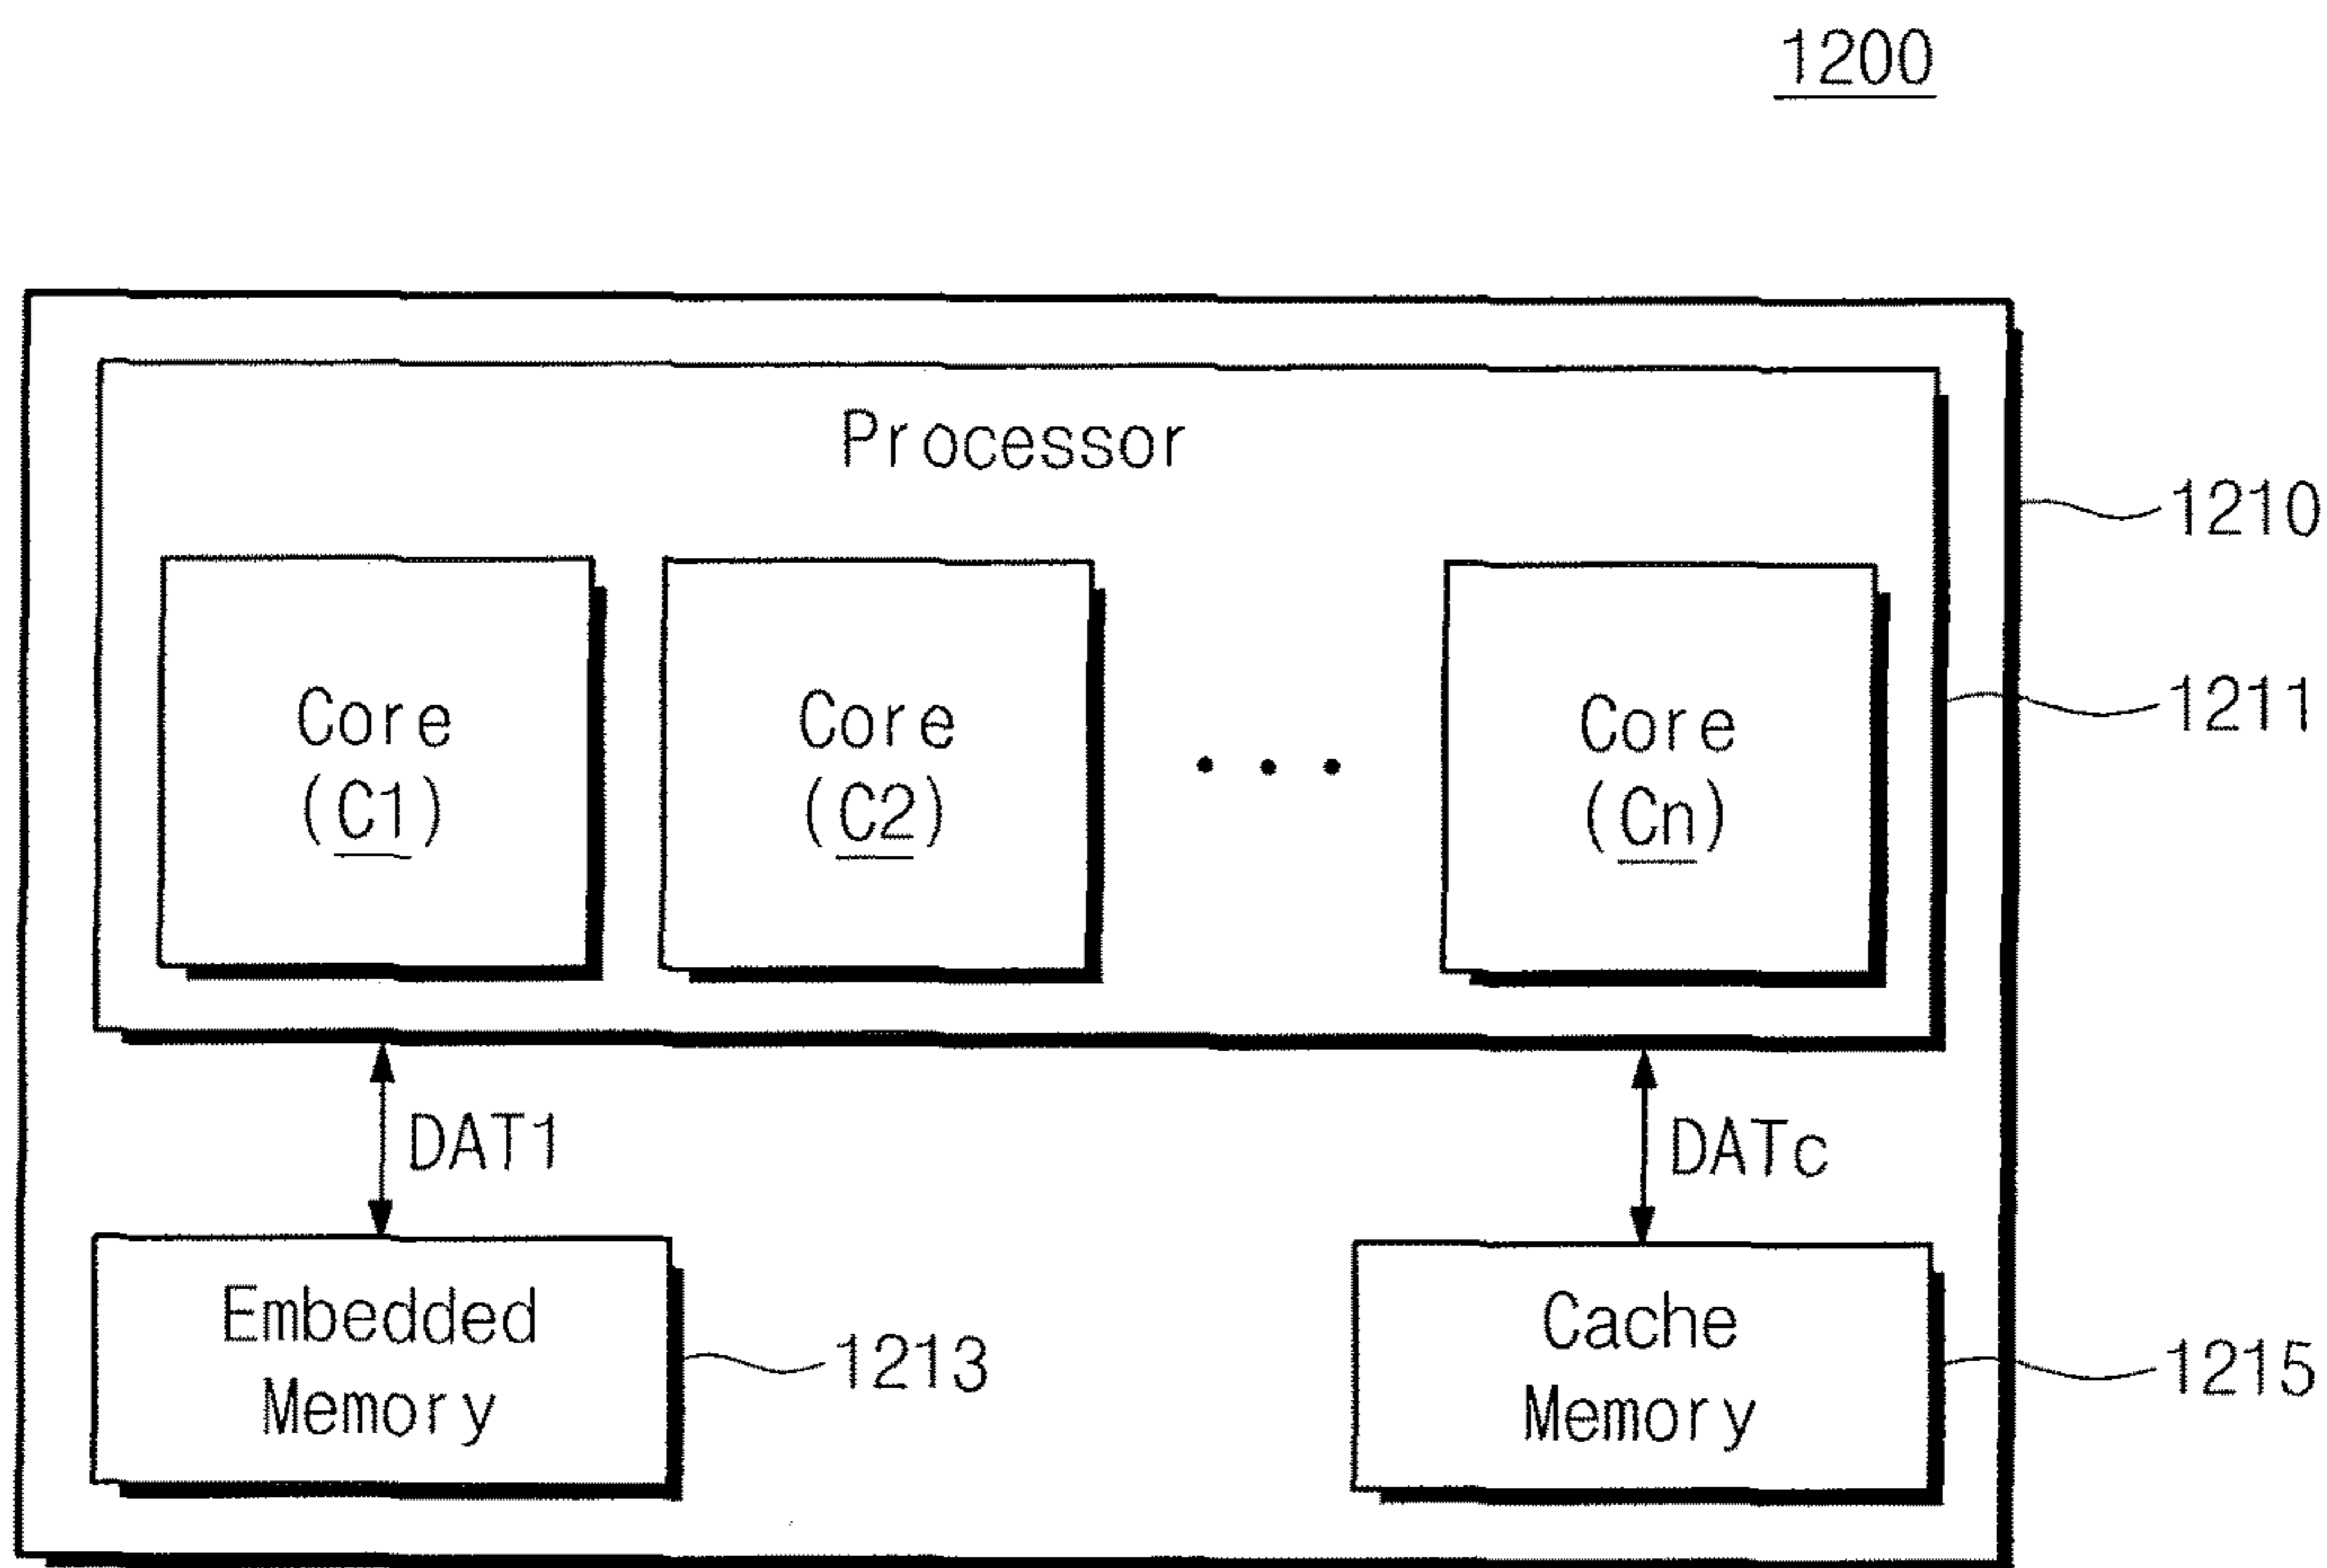 1200
Processor
1210
Core
(C1)
Core
(C2)
• • •
Core
(Cn)
1211
DAT1
DATc
Embedded
Memory
1213
Cache
Memory
1215